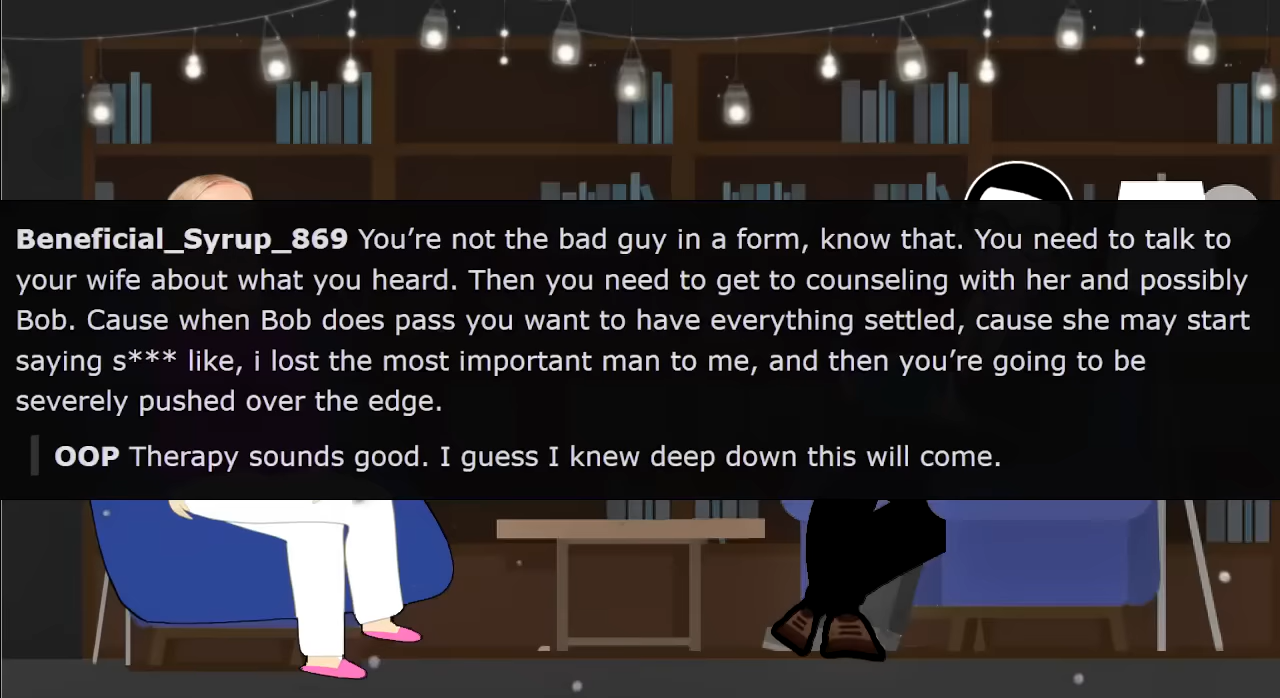 Beneficial_Syrup_869 You’re not the bad guy in a form, know that. You need to talk to
your wife about what you heard. Then you need to get to counseling with her and possibly
Bob. Cause when Bob does pass you want to have everything settled, cause she may start
saying s*** like, i lost the most important man to me, and then you’re going to be
severely pushed over the edge.
OOP Therapy sounds good. I guess I knew deep down this will come.